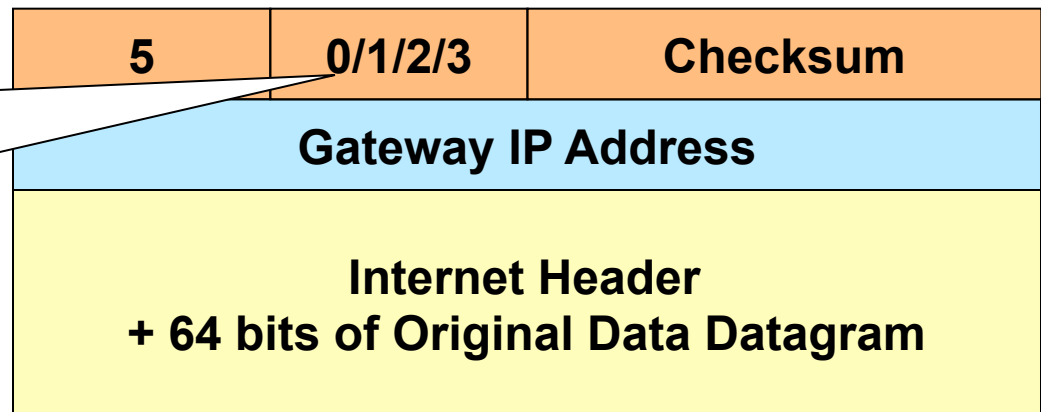 5 0/1/2/3 Checksum
Gateway IP Address
Internet Header
+ 64 bits of Original Data Datagram